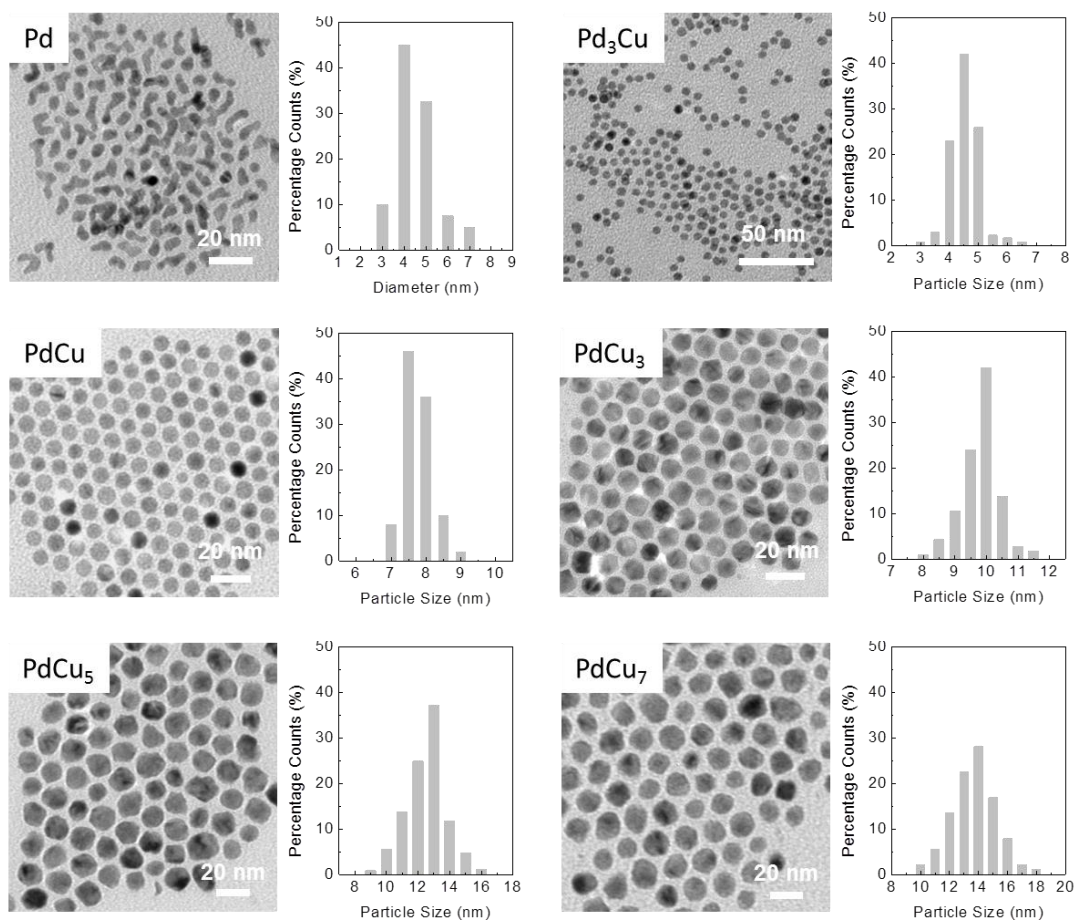 Pd
20 nm
50
40
30
20
10
0
Percentage Counts (%)
1 2 3 4 5 6 7 8 9
Diameter (nm)
Pd₃Cu
50 nm
50
40
30
20
10
0
Percentage Counts (%)
2 3 4 5 6 7 8
Particle Size (nm)
PdCu
20 nm
50
40
30
20
10
0
Percentage Counts (%)
6 7 8 9 10
Particle Size (nm)
PdCu₃
20 nm
50
40
30
20
10
0
Percentage Counts (%)
7 8 9 10 11 12
Particle Size (nm)
PdCu₅
20 nm
50
40
30
20
10
0
Percentage Counts (%)
8 10 12 14 16 18
Particle Size (nm)
PdCu₇
20 nm
50
40
30
20
10
0
Percentage Counts (%)
8 10 12 14 16 18 20
Particle Size (nm)